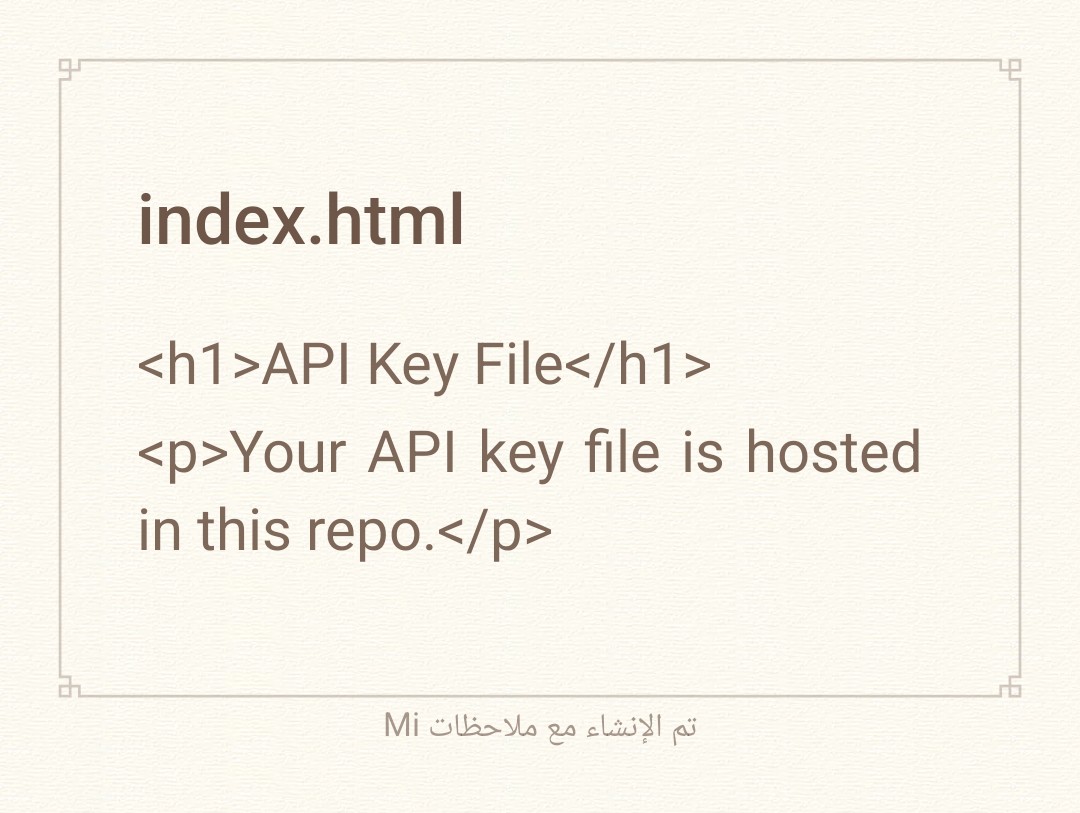 index.html
<h1>API Key File</h1>
<p>Your API key file is hosted
in this repo.</p>
تم الإنشاء مع ملاحظات Mi